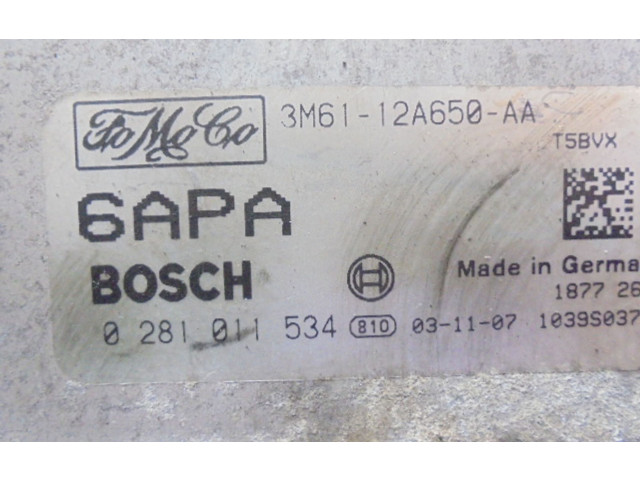 FoMoCo 3M61-12A650-AA
T5BVX
6APA
BOSCH Made in Germa
1877 26
0 281 011 534 810 03-11-07 1039S037